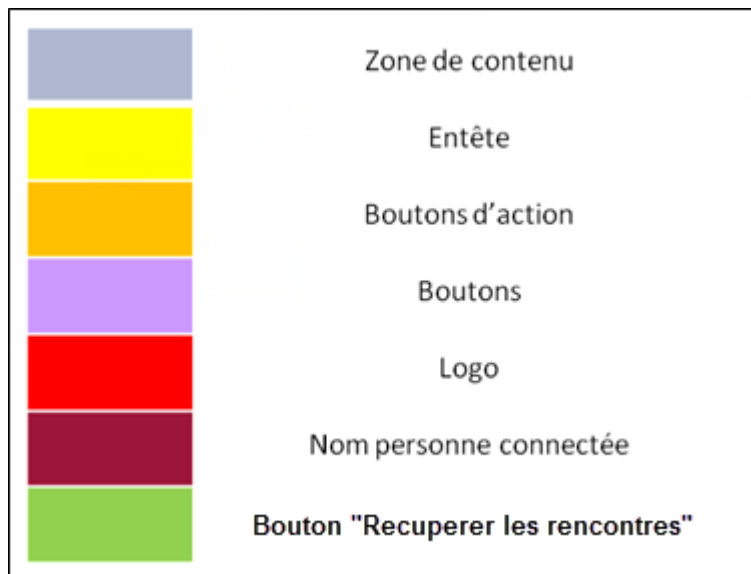 Zone de contenu
Entête
Boutons d'action
Boutons
Logo
Nom personne connectée
Bouton "Recuperer les rencontres"